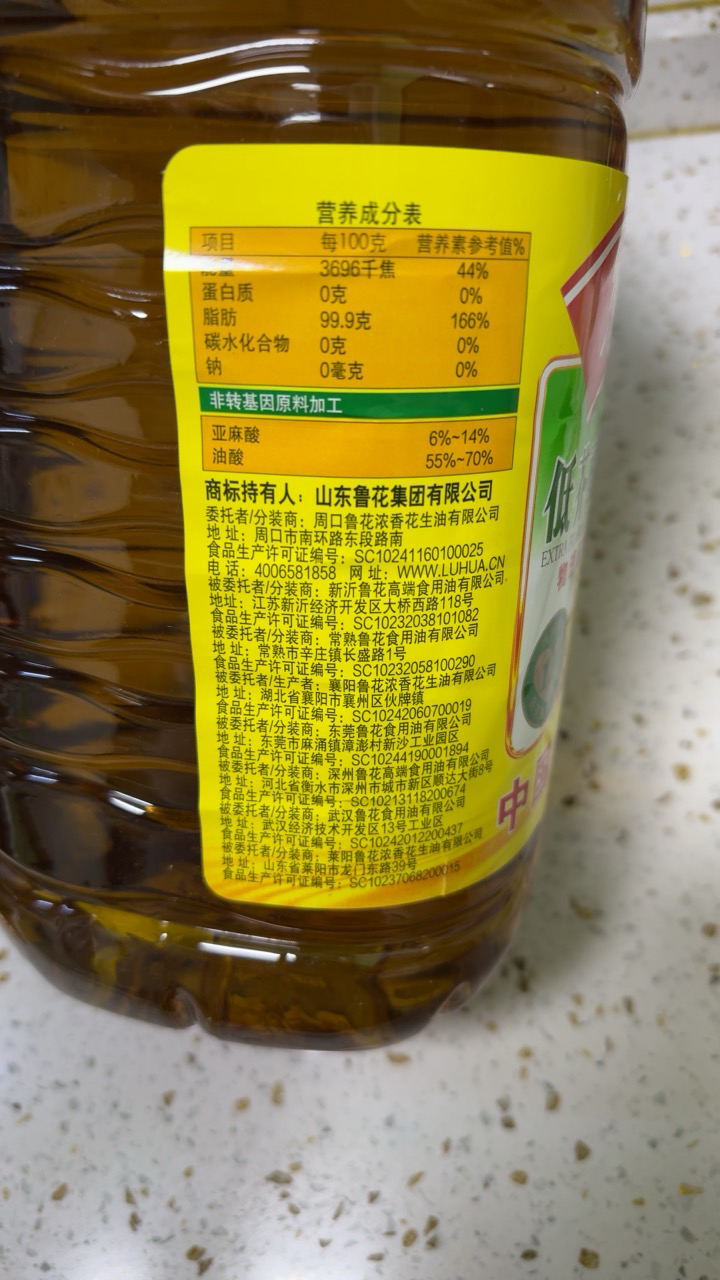 营养成分表
项目 每100克 营养素参考值%
能量 3696千焦 44%
蛋白质 0克 0%
脂肪 99.9克 166%
碳水化合物 0克 0%
钠 0毫克 0%
非转基因原料加工
亚麻酸 6%~14%
油酸 55%~70%
商标持有人：山东鲁花集团有限公司
委托者/分装商：周口鲁花浓香花生油有限公司
地 址：周口市南环路东段路南
食品生产许可证编号：SC10241160100025
电 话：4006581858 网 址：WWW.LUHUA.CN
被委托者/分装商：新沂鲁花高端食用油有限公司
地址：江苏新沂经济开发区大桥西路118号
食品生产许可证编号：SC10232038101082
被委托者/分装商：常熟鲁花食用油有限公司
地 址：常熟市辛庄镇长盛路1号
食品生产许可证编号：SC10232058100290
被委托者/生产者：襄阳鲁花浓香花生油有限公司
地 址：湖北省襄阳市襄州区伙牌镇
食品生产许可证编号：SC10242060700019
被委托者/分装商：东莞鲁花食用油有限公司
地 址：东莞市麻涌镇漳澎村新沙工业园区
食品生产许可证编号：SC10244190001894
被委托者/分装商：深州鲁花高端食用油有限公司
地 址：河北省衡水市深州市城市新区顺达大街8号
食品生产许可证编号：SC10213118200674
被委托者/分装商：武汉鲁花食用油有限公司
地 址：武汉经济技术开发区13号工业区
食品生产许可证编号：SC10242012200437
被委托者/分装商：莱阳鲁花浓香花生油有限公司
地 址：山东省莱阳市龙门东路39号
食品生产许可证编号：SC10237068200015
低
EXTR
中